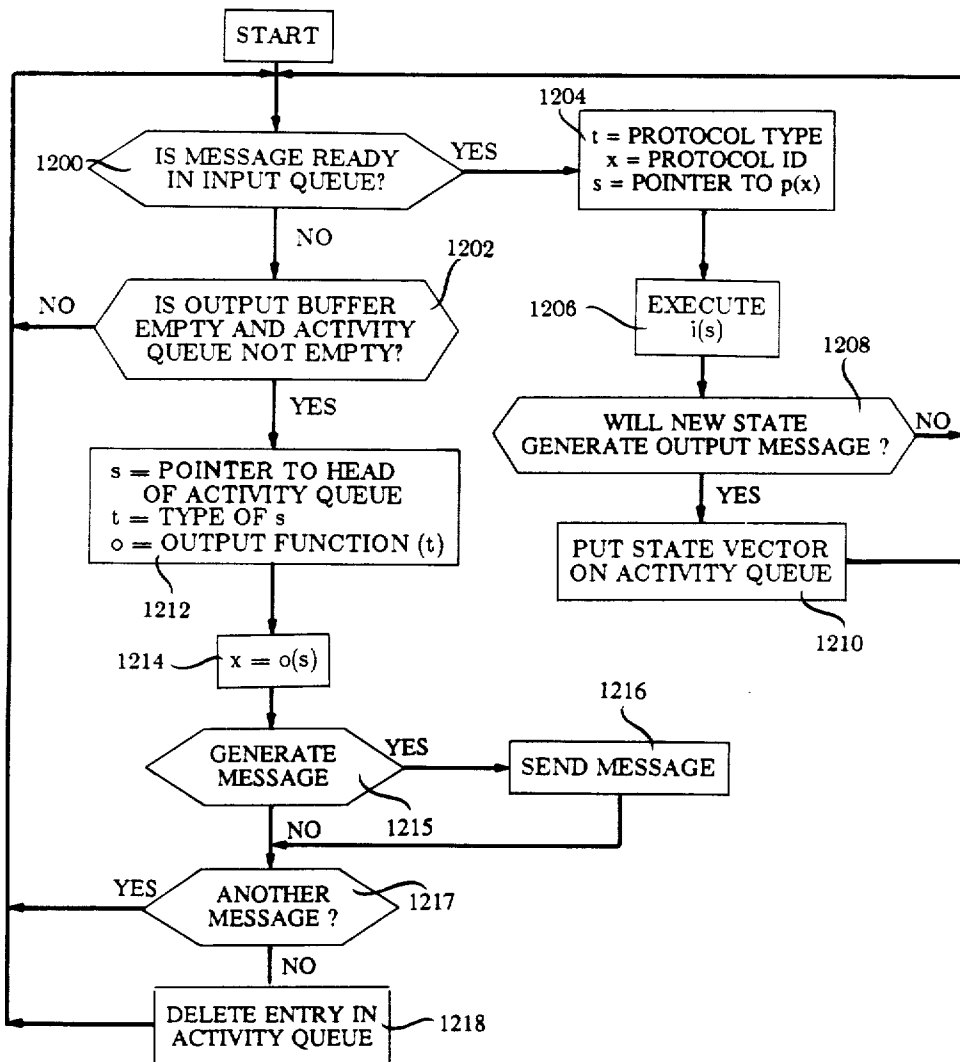 START
1204
t = PROTOCOL TYPE
x = PROTOCOL ID
s = POINTER TO p(x)
1200
IS MESSAGE READY
IN INPUT QUEUE?
YES
NO
1202
NO
IS OUTPUT BUFFER
EMPTY AND ACTIVITY
QUEUE NOT EMPTY?
YES
1206
EXECUTE
i(s)
1208
WILL NEW STATE
GENERATE OUTPUT MESSAGE ?
NO
YES
PUT STATE VECTOR
ON ACTIVITY QUEUE
1210
s = POINTER TO HEAD
OF ACTIVITY QUEUE
t = TYPE OF s
o = OUTPUT FUNCTION (t)
1212
1214
x = o(s)
GENERATE
MESSAGE
YES
1215
1216
SEND MESSAGE
NO
YES
ANOTHER
MESSAGE ?
1217
NO
DELETE ENTRY IN
ACTIVITY QUEUE
1218